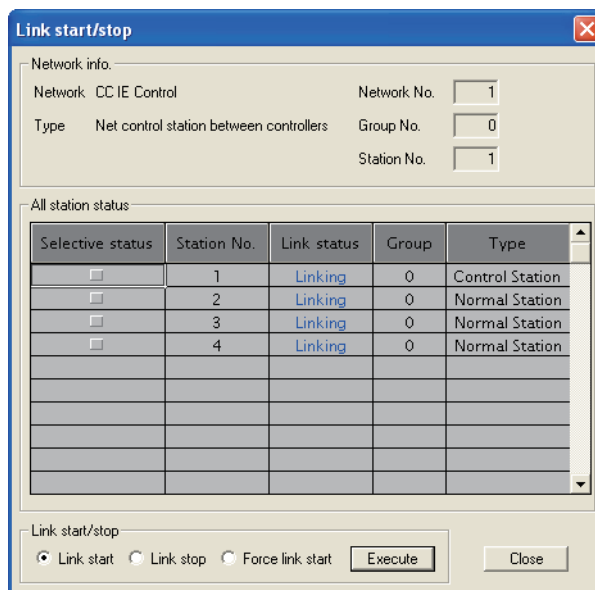 Link start/stop
Network info.
Network CC IE Control Network No. 1
Type Net control station between controllers Group No. 0
Station No. 1
All station status
Selective status Station No. Link status Group Type
1 Linking 0 Control Station
2 Linking 0 Normal Station
3 Linking 0 Normal Station
4 Linking 0 Normal Station
Link start/stop
Link start Link stop Force link start Execute Close